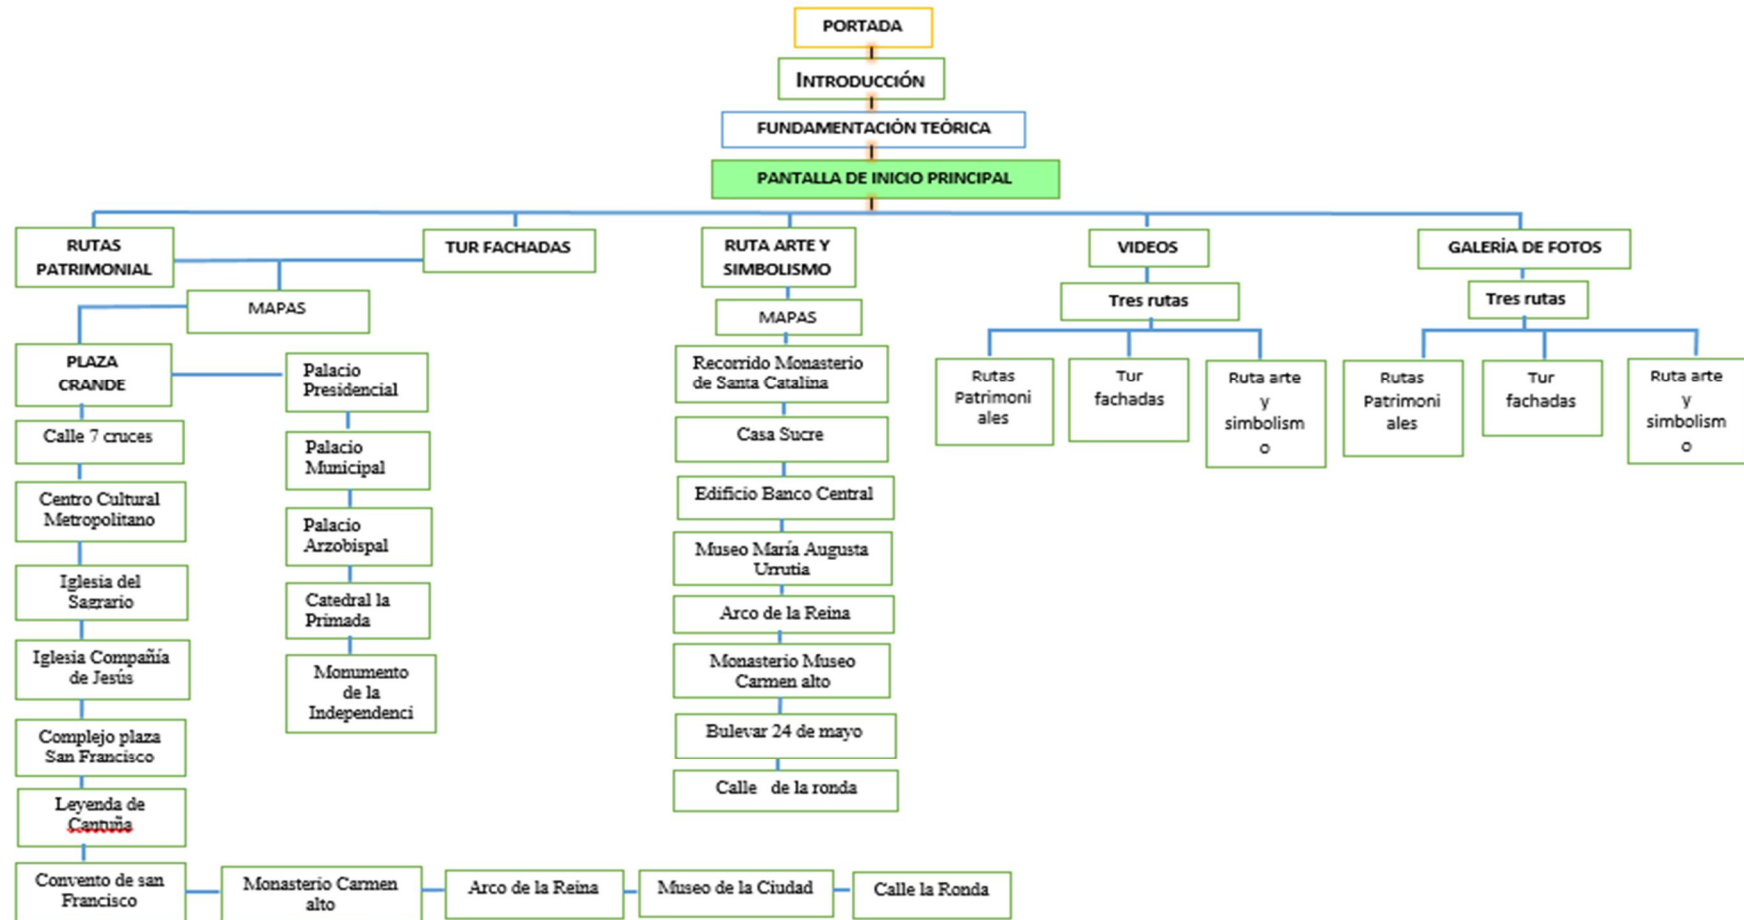 PORTADA
INTRODUCCIÓN
FUNDAMENTACIÓN TEÓRICA
PANTALLA DE INICIO PRINCIPAL
RUTAS
PATRIMONIAL
TUR FACHADAS
RUTA ARTE Y
SIMBOLISMO
VIDEOS
GALERÍA DE FOTOS
MAPAS
MAPAS
Tres rutas
Tres rutas
PLAZA
CRANDE
Calle 7 cruces
Centro Cultural
Metropolitano
Iglesia del
Sagrario
Iglesia Compañía
de Jesús
Complejo plaza
San Francisco
Leyenda de
Cantuña
Convento de san
Francisco
Monasterio Carmen
alto
Arco de la Reina
Museo de la Ciudad
Calle la Ronda
Palacio
Presidencial
Palacio
Municipal
Palacio
Arzobispal
Catedral la
Primada
Monumento
de la
Independenci
Recorrido Monasterio
de Santa Catalina
Casa Sucre
Edificio Banco Central
Museo María Augusta
Urrutia
Arco de la Reina
Monasterio Museo
Carmen alto
Bulevar 24 de mayo
Calle de la ronda
Rutas
Patrimoni
ales
Tur
fachadas
Ruta arte
y
simbolism
o
Rutas
Patrimoni
ales
Tur
fachadas
Ruta arte
y
simbolism
o